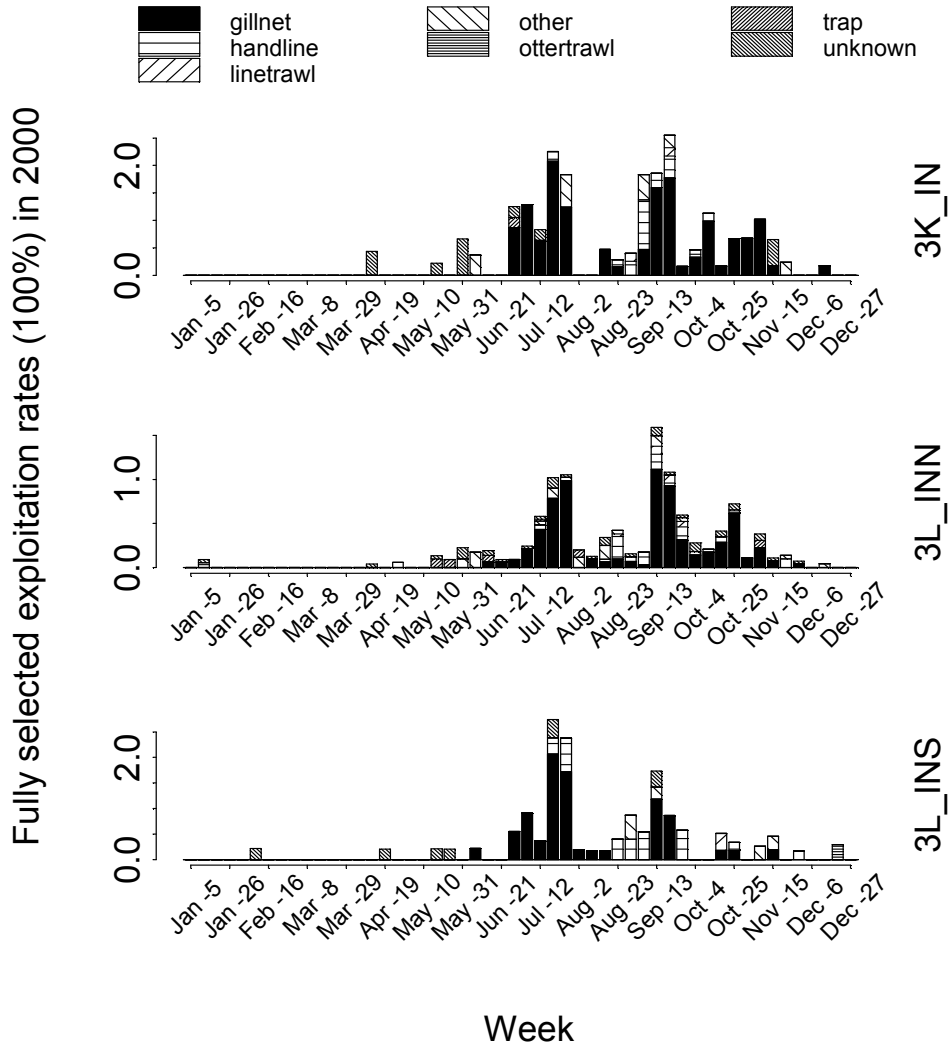 gillnet other trap
handline ottertrawl unknown
linetrawl
Fully selected exploitation rates (100%) in 2000
0.0 2.0
3K_IN
Jan -5 Jan -26 Feb -16 Mar -8 Mar -29 Apr -19 May -10 May -31 Jun -21 Jul -12 Aug -2 Aug -23 Sep -13 Oct -4 Oct -25 Nov -15 Dec -6 Dec -27
0.0 1.0
3L_INN
Jan -5 Jan -26 Feb -16 Mar -8 Mar -29 Apr -19 May -10 May -31 Jun -21 Jul -12 Aug -2 Aug -23 Sep -13 Oct -4 Oct -25 Nov -15 Dec -6 Dec -27
0.0 2.0
3L_INS
Jan -5 Jan -26 Feb -16 Mar -8 Mar -29 Apr -19 May -10 May -31 Jun -21 Jul -12 Aug -2 Aug -23 Sep -13 Oct -4 Oct -25 Nov -15 Dec -6 Dec -27
Week